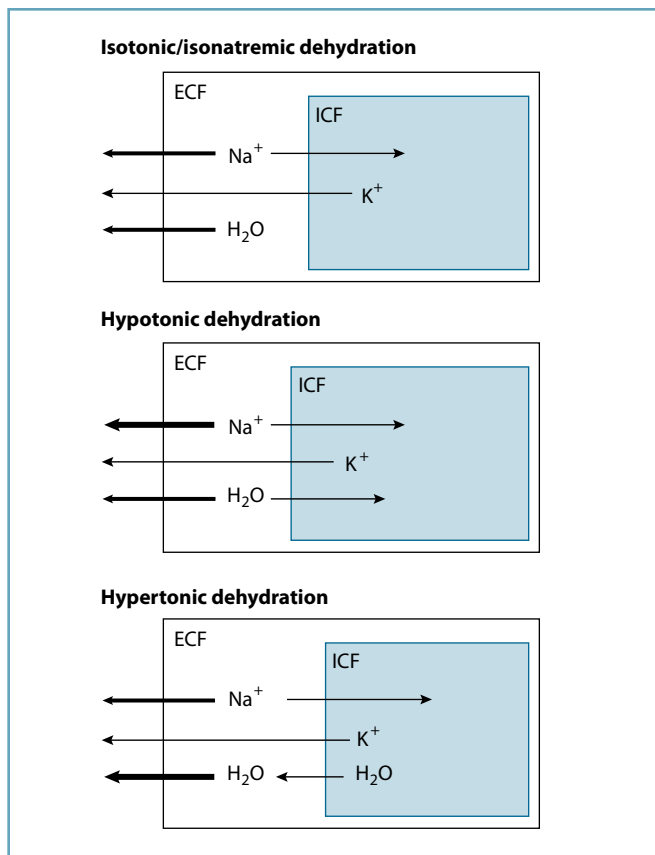 Isotonic/isonatremic dehydration
ECF
ICF
Na⁺
K⁺
H₂O
Hypotonic dehydration
ECF
ICF
Na⁺
K⁺
H₂O
Hypertonic dehydration
ECF
ICF
Na⁺
K⁺
H₂O H₂O